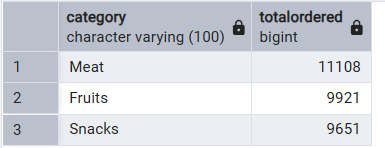 category totalordered
character varying (100) bigint
1 Meat 11108
2 Fruits 9921
3 Snacks 9651